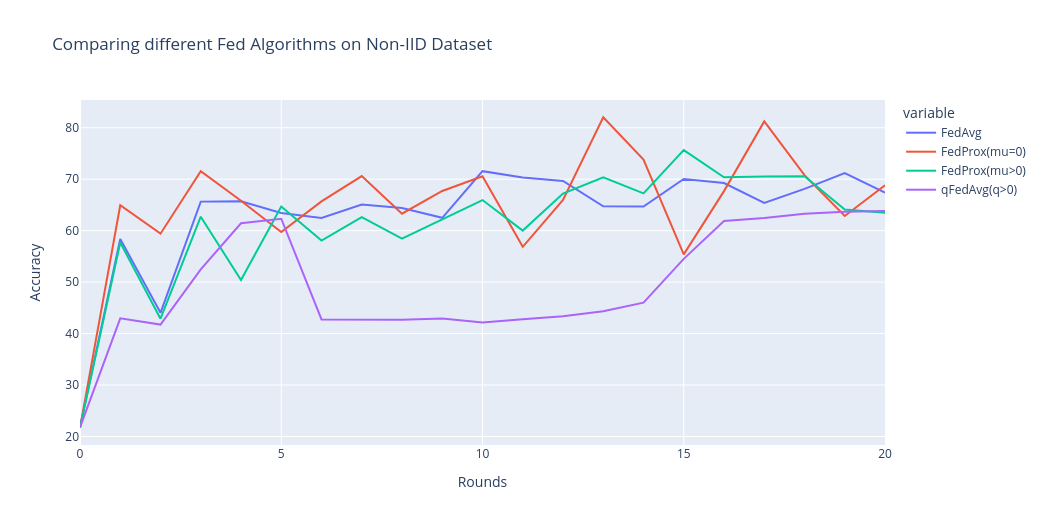 Comparing different Fed Algorithms on Non-IID Dataset
variable
FedAvg
FedProx(mu=0)
FedProx(mu>0)
qFedAvg(q>0)
Accuracy
80
70
60
50
40
30
20
0
5
10
15
20
Rounds